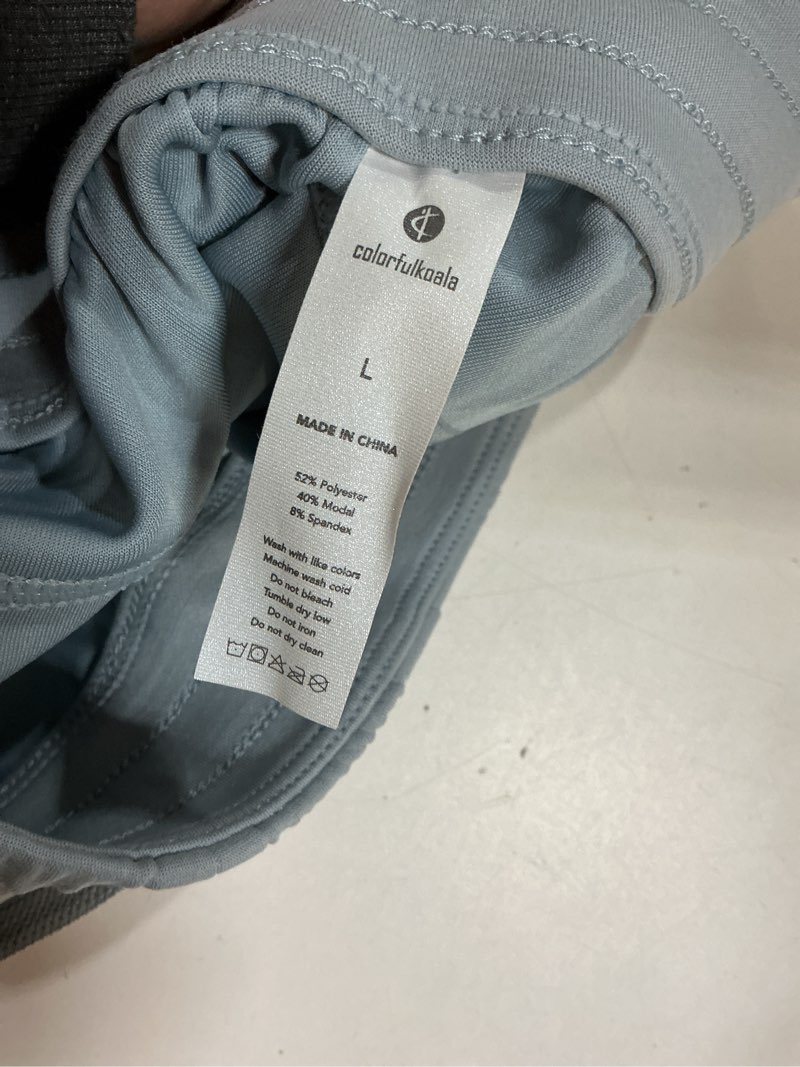 colorfulkoala
L
MADE IN CHINA
52% Polyester
40% Modal
8% Spandex
Wash with like colors
Machine wash cold
Do not bleach
Tumble dry low
Do not iron
Do not dry clean